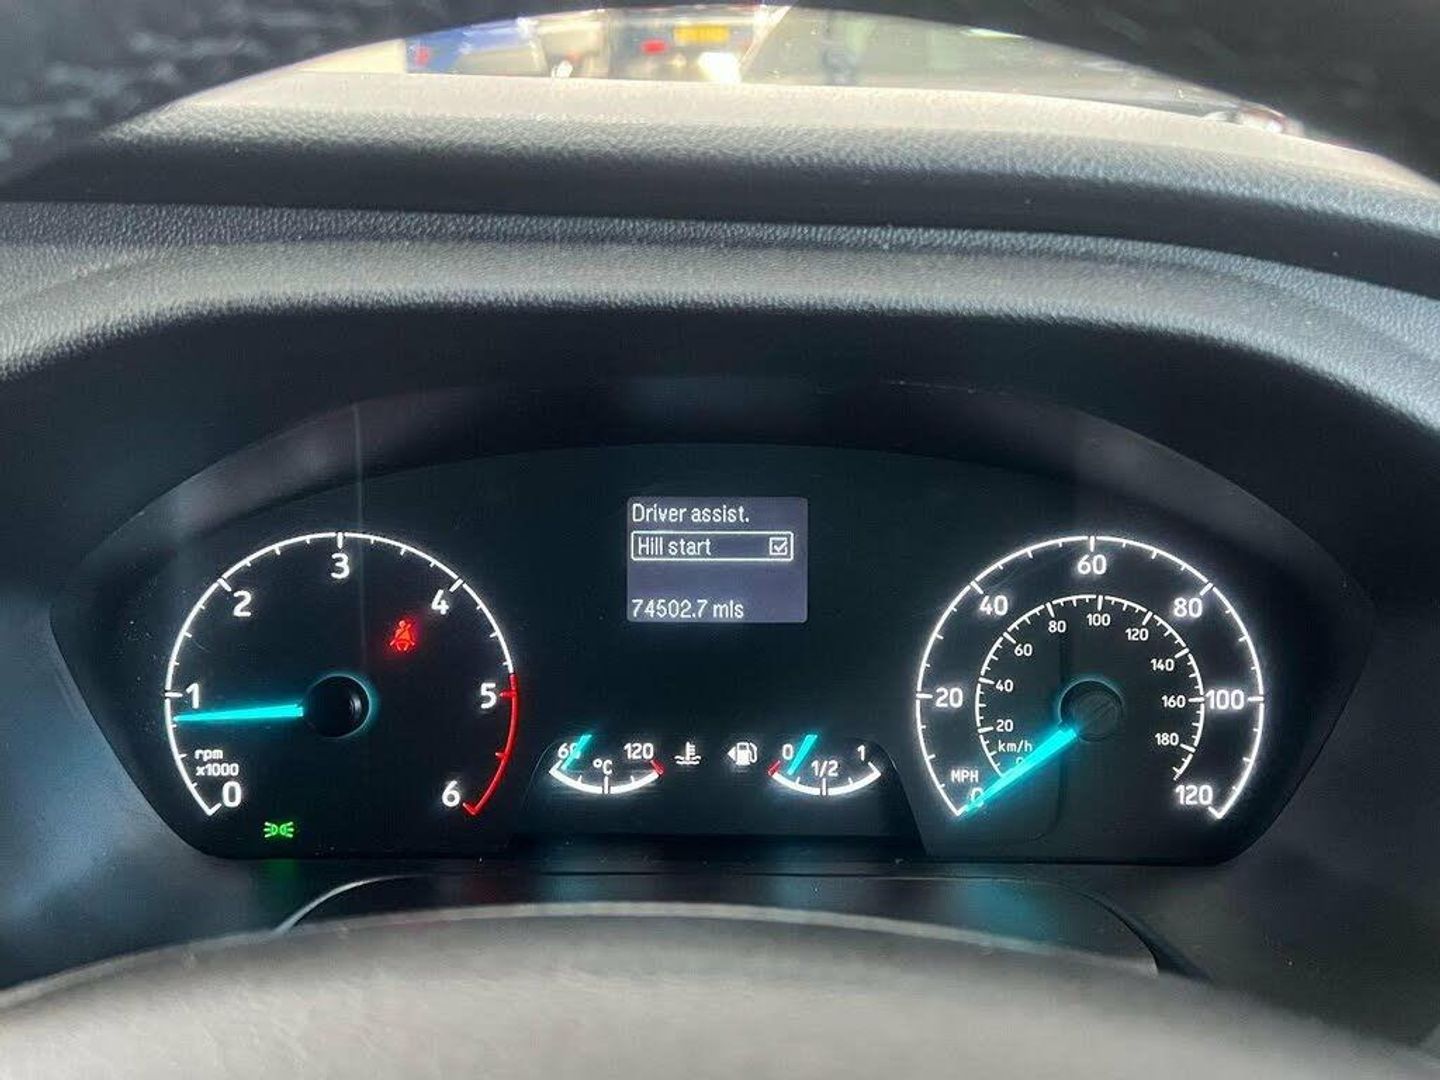 Driver assist.
Hill start
74502.7 mls
0 1 2 3 4 5 6
rpm
x1000
60 °C 120
0 1/2 1
0 20 40 60 80 100 120
MPH
0 20 40 60 80 100 120 140 160 180
km/h